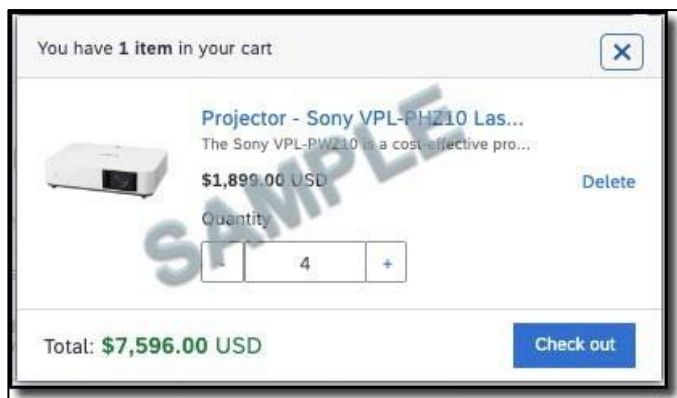 You have 1 item in your cart
X
Projector - Sony VPL-PHZ10 Las...
The Sony VPL-PWZ10 is a cost-effective pro...
$1,899.00 USD
Delete
Quantity
- 4 +
Total: $7,596.00 USD
Check out
SAMPLE